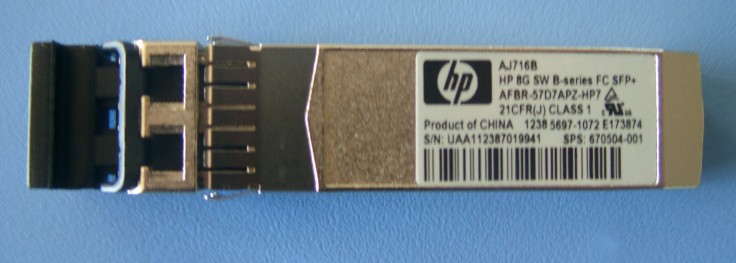 hp
AJ716B
HP 8G SW B-series FC SFP+
AFBR-57D7APZ-HP7
21CFR(J) CLASS 1
Product of CHINA 1238 5697-1072 E173874
S/N: UAA112387019941 SPS: 670504-001